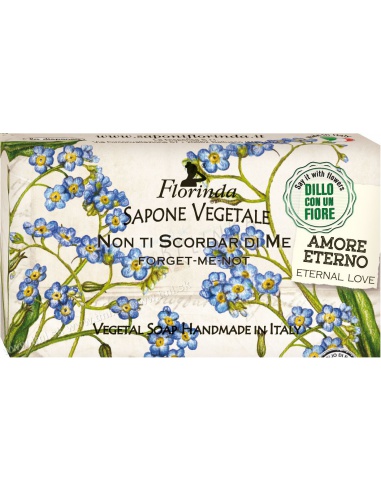 www.saponiflorinda.it
Florinda
SAPONE VEGETALE
NON TI SCORDAR DI ME
FORGET-ME-NOT
VEGETAL SOAP HANDMADE IN ITALY
Say it with flowers
DILLO
CON UN
FIORE
AMORE
ETERNO
ETERNAL LOVE